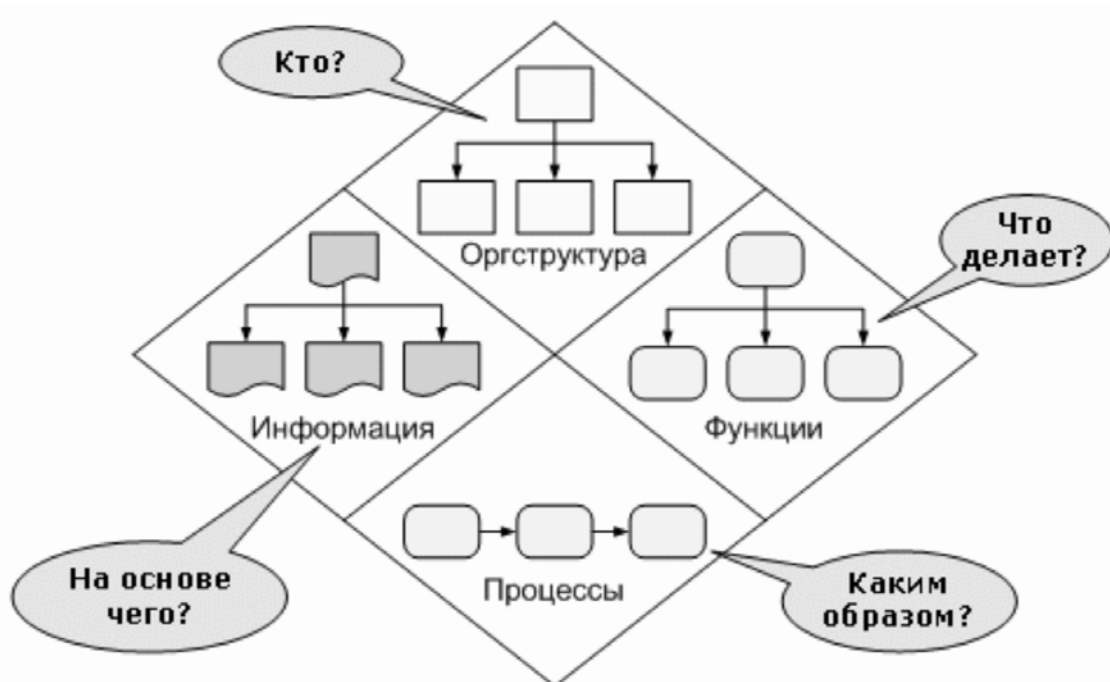 Кто?
Оргструктура
Что
делает?
Информация
Функции
На основе
чего?
Процессы
Каким
образом?